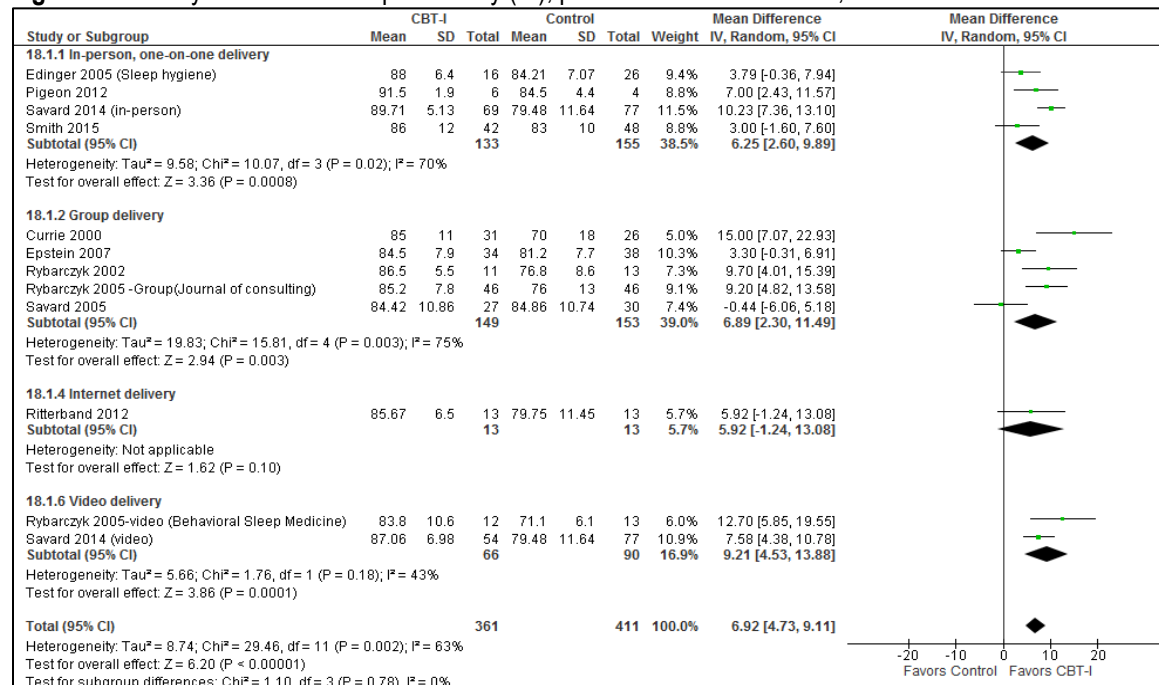 CBT-I Control Mean Difference Mean Difference
Study or Subgroup Mean SD Total Mean SD Total Weight IV, Random, 95% CI IV, Random, 95% CI
18.1.1 In-person, one-on-one delivery
Edinger 2005 (Sleep hygiene) 88 6.4 16 84.21 7.07 26 9.4% 3.79 [-0.36, 7.94]
Pigeon 2012 91.5 1.9 6 84.5 4.4 4 8.8% 7.00 [2.43, 11.57]
Savard 2014 (in-person) 89.71 5.13 69 79.48 11.64 77 11.5% 10.23 [7.36, 13.10]
Smith 2015 86 12 42 83 10 48 8.8% 3.00 [-1.60, 7.60]
Subtotal (95% CI) 133 155 38.5% 6.25 [2.60, 9.89]
Heterogeneity: Tau² = 9.58; Chi² = 10.07, df = 3 (P = 0.02); I² = 70%
Test for overall effect: Z = 3.36 (P = 0.0008)
18.1.2 Group delivery
Currie 2000 85 11 31 70 18 26 5.0% 15.00 [7.07, 22.93]
Epstein 2007 84.5 7.9 34 81.2 7.7 38 10.3% 3.30 [-0.31, 6.91]
Rybarczyk 2002 86.5 5.5 11 76.8 8.6 13 7.3% 9.70 [4.01, 15.39]
Rybarczyk 2005 -Group(Journal of consulting) 85.2 7.8 46 76 13 46 9.1% 9.20 [4.82, 13.58]
Savard 2005 84.42 10.86 27 84.86 10.74 30 7.4% -0.44 [-6.06, 5.18]
Subtotal (95% CI) 149 153 39.0% 6.89 [2.30, 11.49]
Heterogeneity: Tau² = 19.83; Chi² = 15.81, df = 4 (P = 0.003); I² = 75%
Test for overall effect: Z = 2.94 (P = 0.003)
18.1.4 Internet delivery
Ritterband 2012 85.67 6.5 13 79.75 11.45 13 5.7% 5.92 [-1.24, 13.08]
Subtotal (95% CI) 13 13 5.7% 5.92 [-1.24, 13.08]
Heterogeneity: Not applicable
Test for overall effect: Z = 1.62 (P = 0.10)
18.1.6 Video delivery
Rybarczyk 2005-video (Behavioral Sleep Medicine) 83.8 10.6 12 71.1 6.1 13 6.0% 12.70 [5.85, 19.55]
Savard 2014 (video) 87.06 6.98 54 79.48 11.64 77 10.9% 7.58 [4.38, 10.78]
Subtotal (95% CI) 66 90 16.9% 9.21 [4.53, 13.88]
Heterogeneity: Tau² = 5.66; Chi² = 1.76, df = 1 (P = 0.18); I² = 43%
Test for overall effect: Z = 3.86 (P = 0.0001)
Total (95% CI) 361 411 100.0% 6.92 [4.73, 9.11]
Heterogeneity: Tau² = 8.74; Chi² = 29.46, df = 11 (P = 0.002); I² = 63%
Test for overall effect: Z = 6.20 (P < 0.00001)
Test for subgroup differences: Chi² = 1.10, df = 3 (P = 0.78), I² = 0%
-20 -10 0 10 20
Favors Control Favors CBT-I